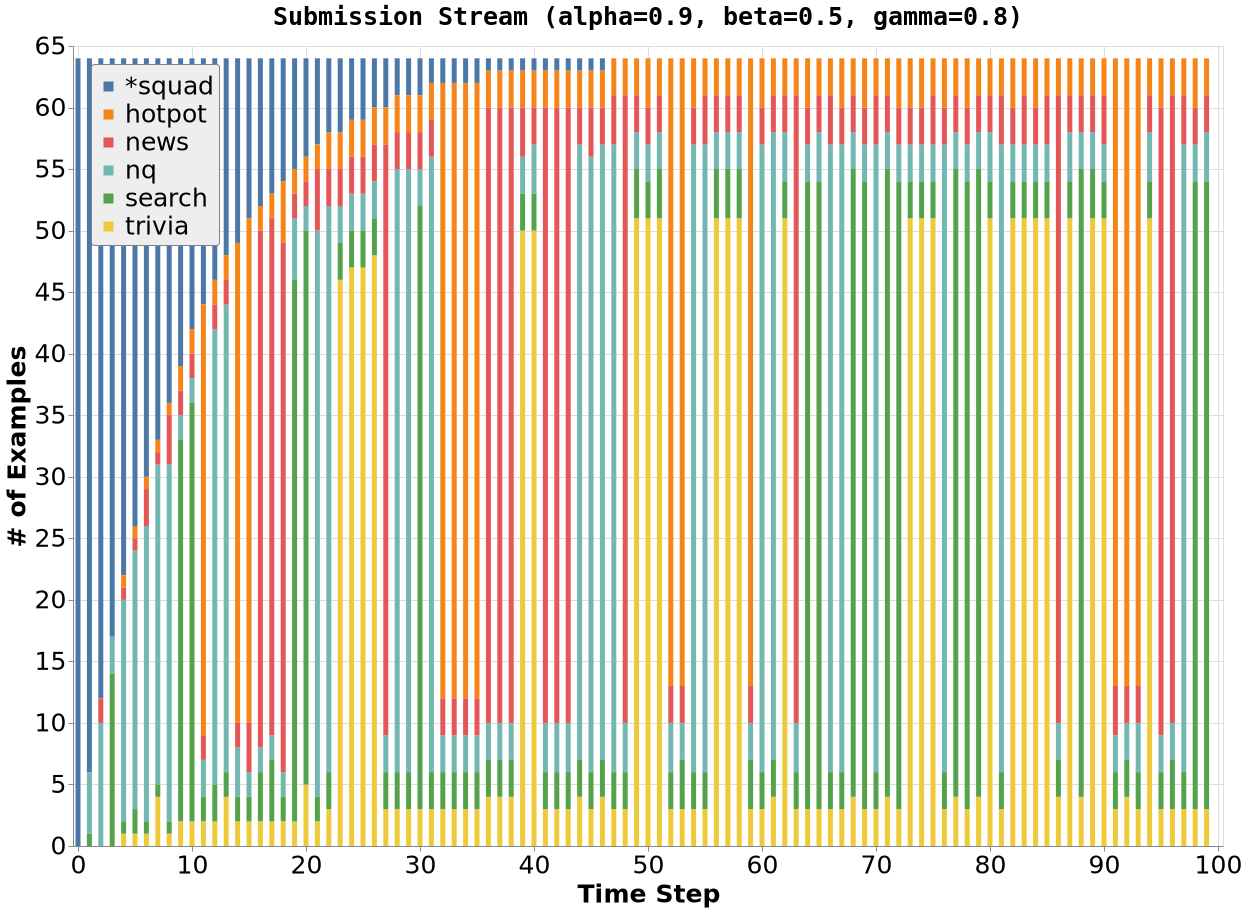 Submission Stream (alpha=0.9, beta=0.5, gamma=0.8)
65
60
55
50
45
40
35
30
25
20
15
10
5
0
# of Examples
*squad
hotpot
news
nq
search
trivia
0 10 20 30 40 50 60 70 80 90 100
Time Step